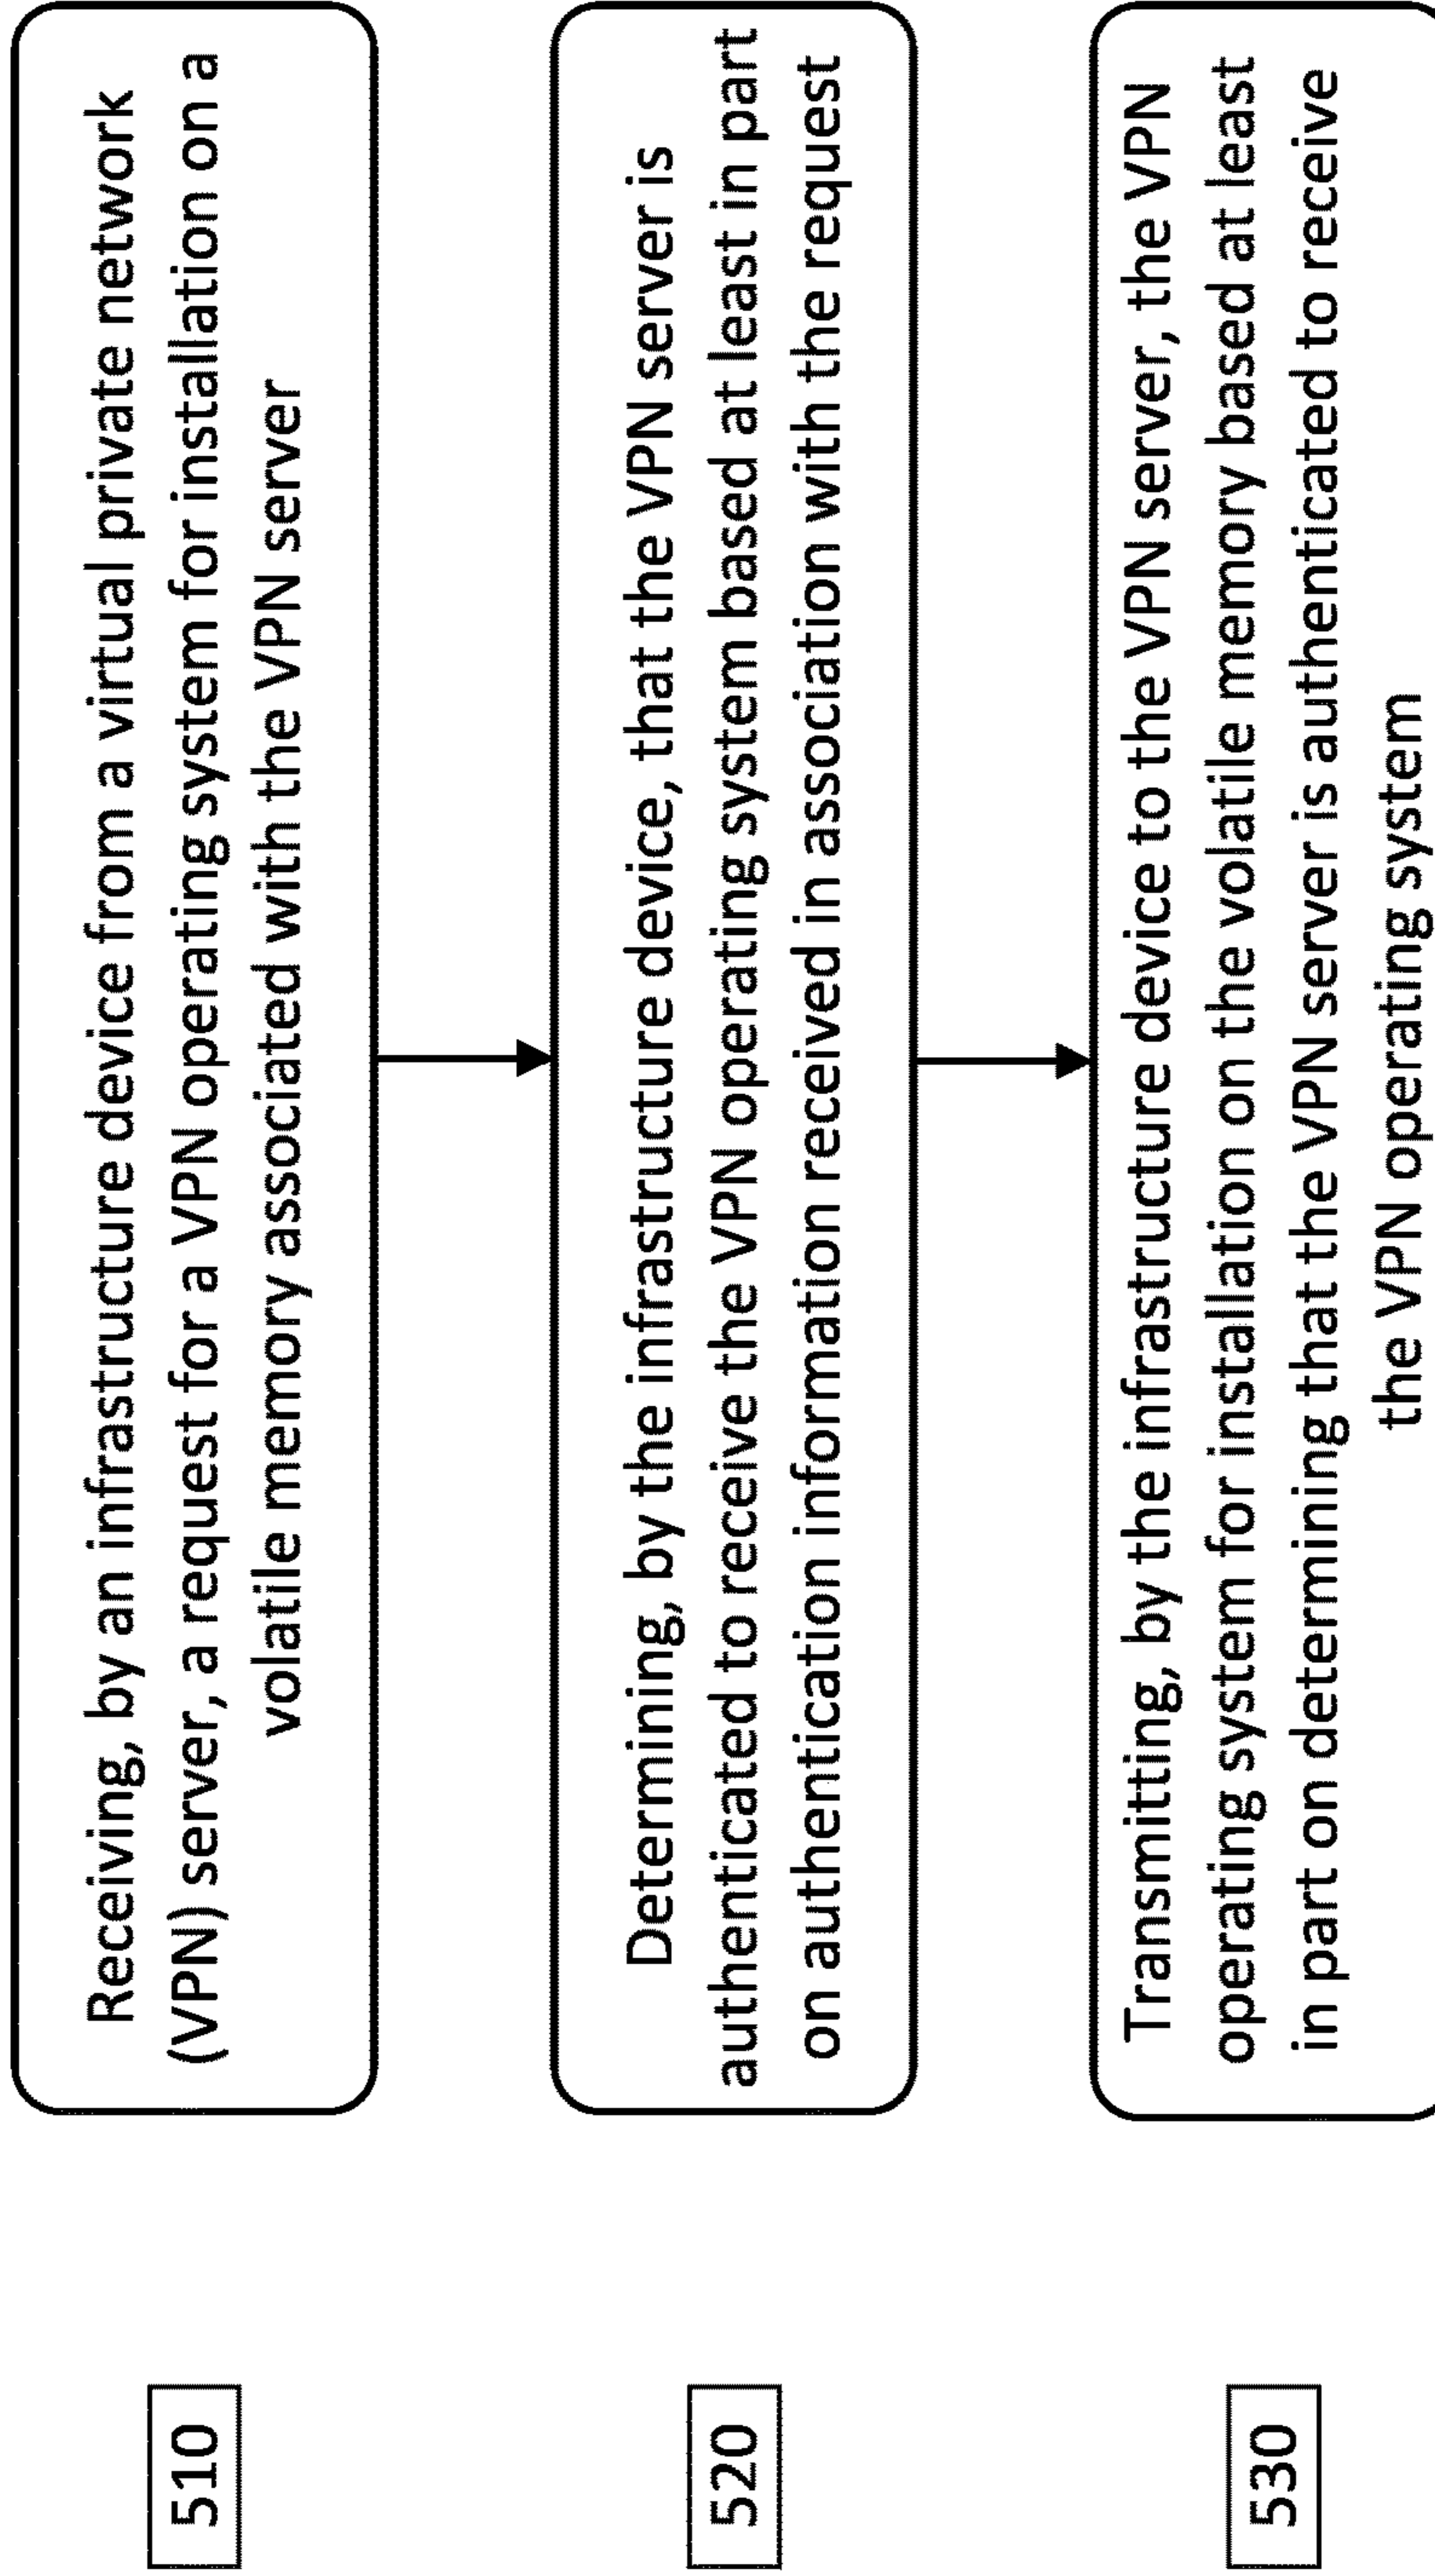 510
Receiving, by an infrastructure device from a virtual private network
(VPN) server, a request for a VPN operating system for installation on a
volatile memory associated with the VPN server
520
Determining, by the infrastructure device, that the VPN server is
authenticated to receive the VPN operating system based at least in part
on authentication information received in association with the request
530
Transmitting, by the infrastructure device to the VPN server, the VPN
operating system for installation on the volatile memory based at least
in part on determining that the VPN server is authenticated to receive
the VPN operating system